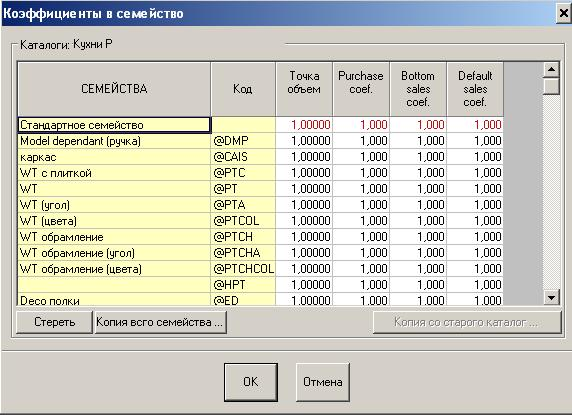 Коэффициенты в семейство
Каталоги: Кухни Р
СЕМЕЙСТВА Код Точка объем Purchase coef. Bottom sales coef. Default sales coef.
Стандартное семейство 1,00000 1,000 1,000 1,000
Model dependant (ручка) @DMP 1,00000 1,000 1,000 1,000
каркас @CAIS 1,00000 1,000 1,000 1,000
WT с плиткой @PTC 1,00000 1,000 1,000 1,000
WT @PT 1,00000 1,000 1,000 1,000
WT (угол) @PTA 1,00000 1,000 1,000 1,000
WT (цвета) @PTCOL 1,00000 1,000 1,000 1,000
WT обрамление @PTCH 1,00000 1,000 1,000 1,000
WT обрамление (угол) @PTCHA 1,00000 1,000 1,000 1,000
WT обрамление (цвета) @PTCHCOL 1,00000 1,000 1,000 1,000
@HPT 1,00000 1,000 1,000 1,000
Deco полки @ED 1,00000 1,000 1,000 1,000
Стереть Копия всго семейства ... Копия со старого каталог ...
OK Отмена